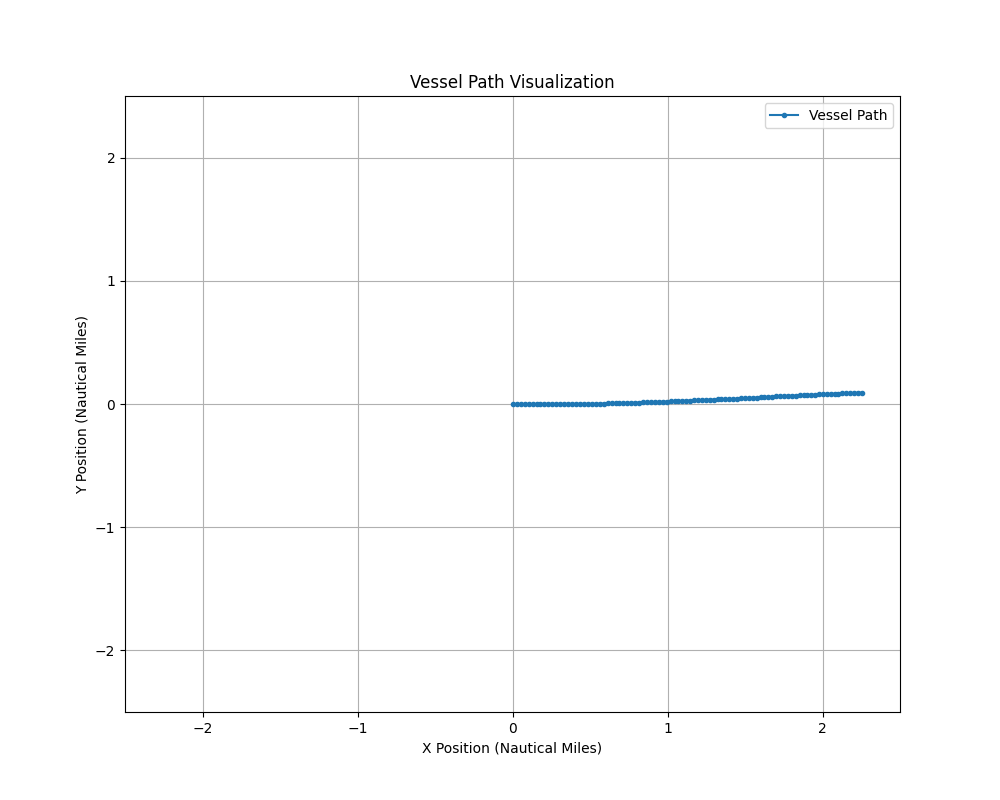 Vessel Path Visualization
Vessel Path
2
1
0
−1
−2
Y Position (Nautical Miles)
−2
−1
0
1
2
X Position (Nautical Miles)